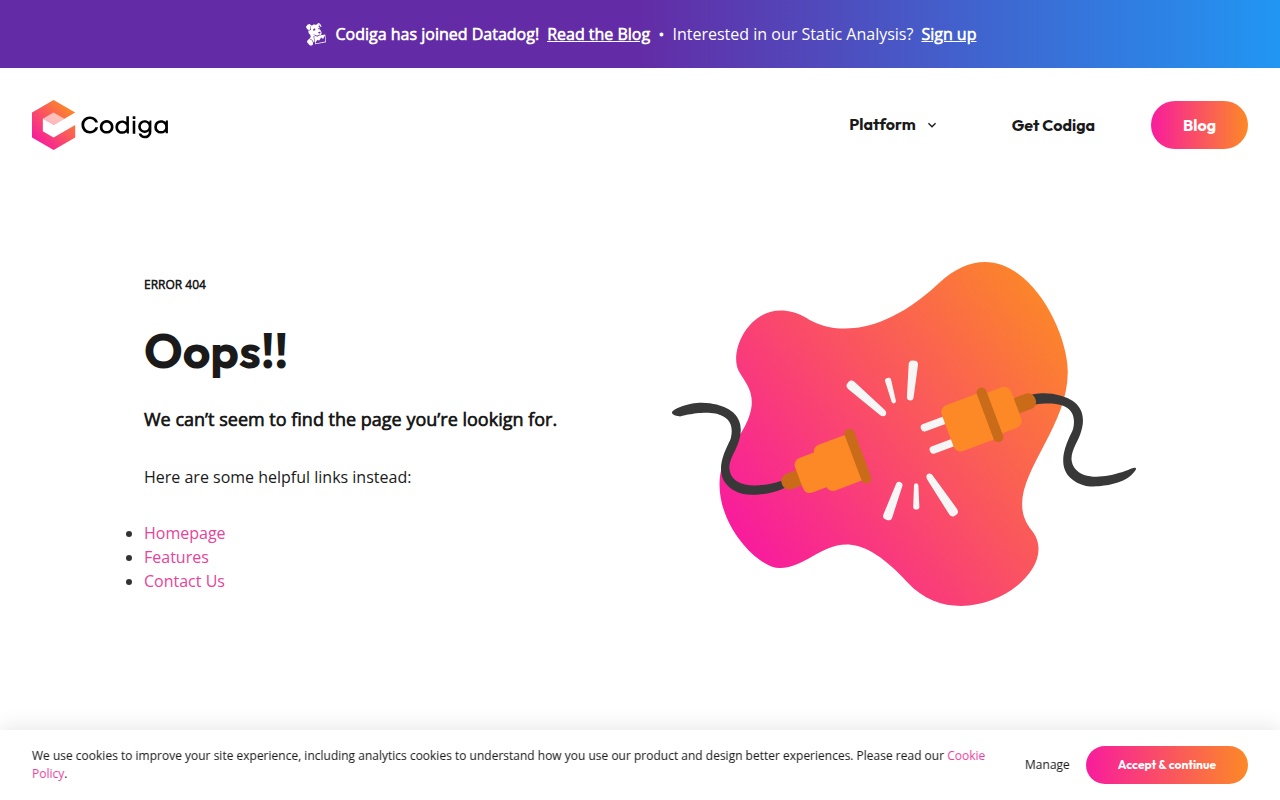 Codiga has joined Datadog! Read the Blog • Interested in our Static Analysis? Sign up
Codiga
Platform
Get Codiga
Blog
ERROR 404
Oops!!
We can’t seem to find the page you’re lookign for.
Here are some helpful links instead:
Homepage
Features
Contact Us
We use cookies to improve your site experience, including analytics cookies to understand how you use our product and design better experiences. Please read our Cookie
Policy.
Manage
Accept & continue